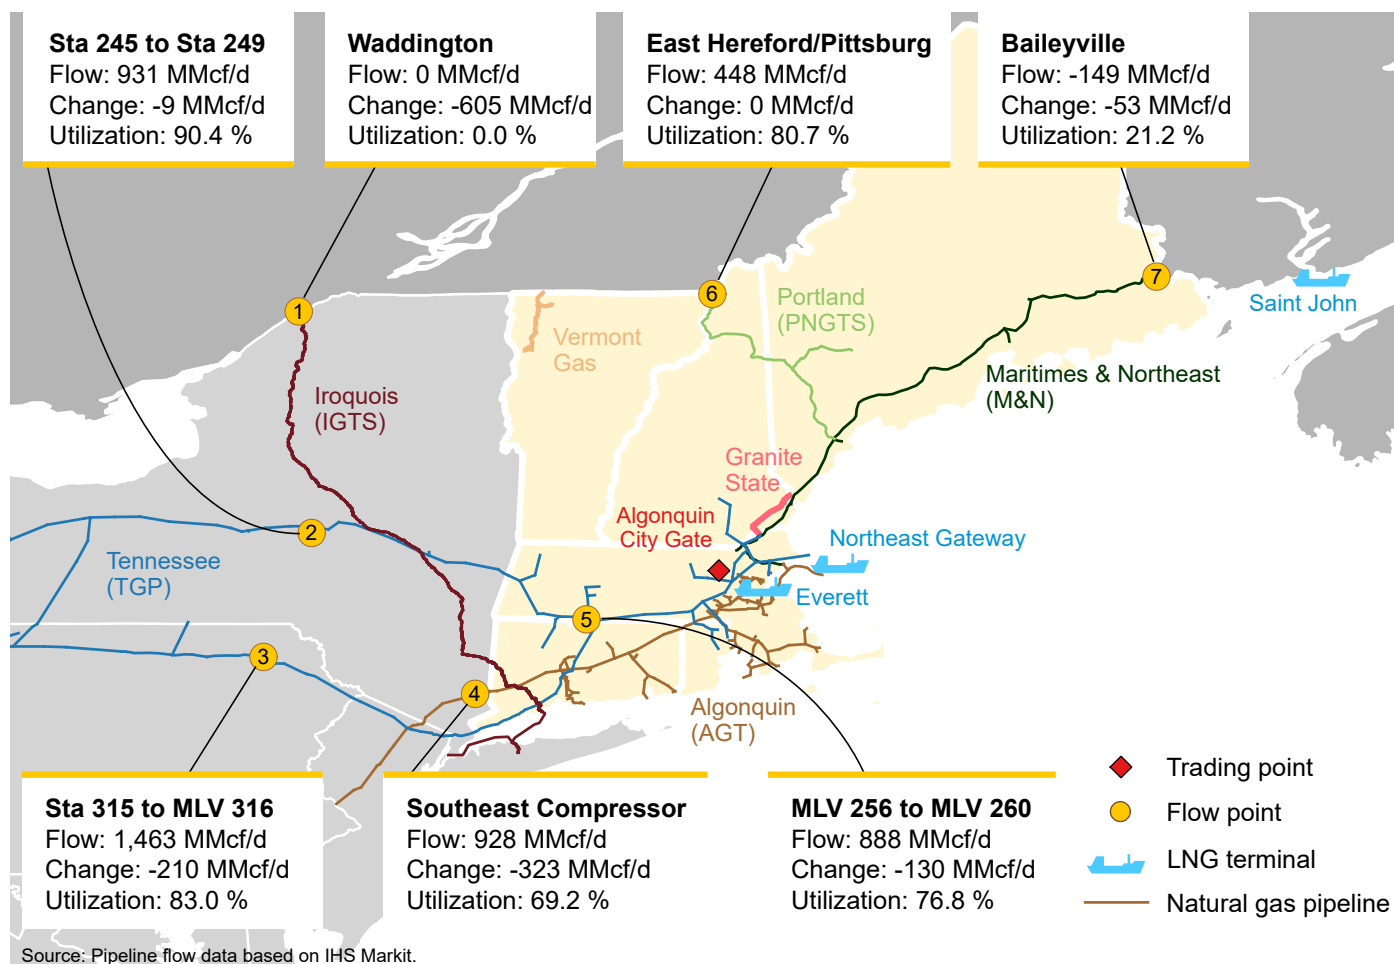 Sta 245 to Sta 249
Flow: 931 MMcf/d
Change: -9 MMcf/d
Utilization: 90.4 %
Waddington
Flow: 0 MMcf/d
Change: -605 MMcf/d
Utilization: 0.0 %
East Hereford/Pittsburg
Flow: 448 MMcf/d
Change: 0 MMcf/d
Utilization: 80.7 %
Baileyville
Flow: -149 MMcf/d
Change: -53 MMcf/d
Utilization: 21.2 %
1
6
7
Portland
(PNGTS)
Saint John
Vermont
Gas
Iroquois
(IGTS)
Maritimes & Northeast
(M&N)
Granite
State
Algonquin
City Gate
2
Northeast Gateway
Tennessee
(TGP)
Everett
5
3
4
Algonquin
(AGT)
Sta 315 to MLV 316
Flow: 1,463 MMcf/d
Change: -210 MMcf/d
Utilization: 83.0 %
Southeast Compressor
Flow: 928 MMcf/d
Change: -323 MMcf/d
Utilization: 69.2 %
MLV 256 to MLV 260
Flow: 888 MMcf/d
Change: -130 MMcf/d
Utilization: 76.8 %
Trading point
Flow point
LNG terminal
Natural gas pipeline
Source: Pipeline flow data based on IHS Markit.